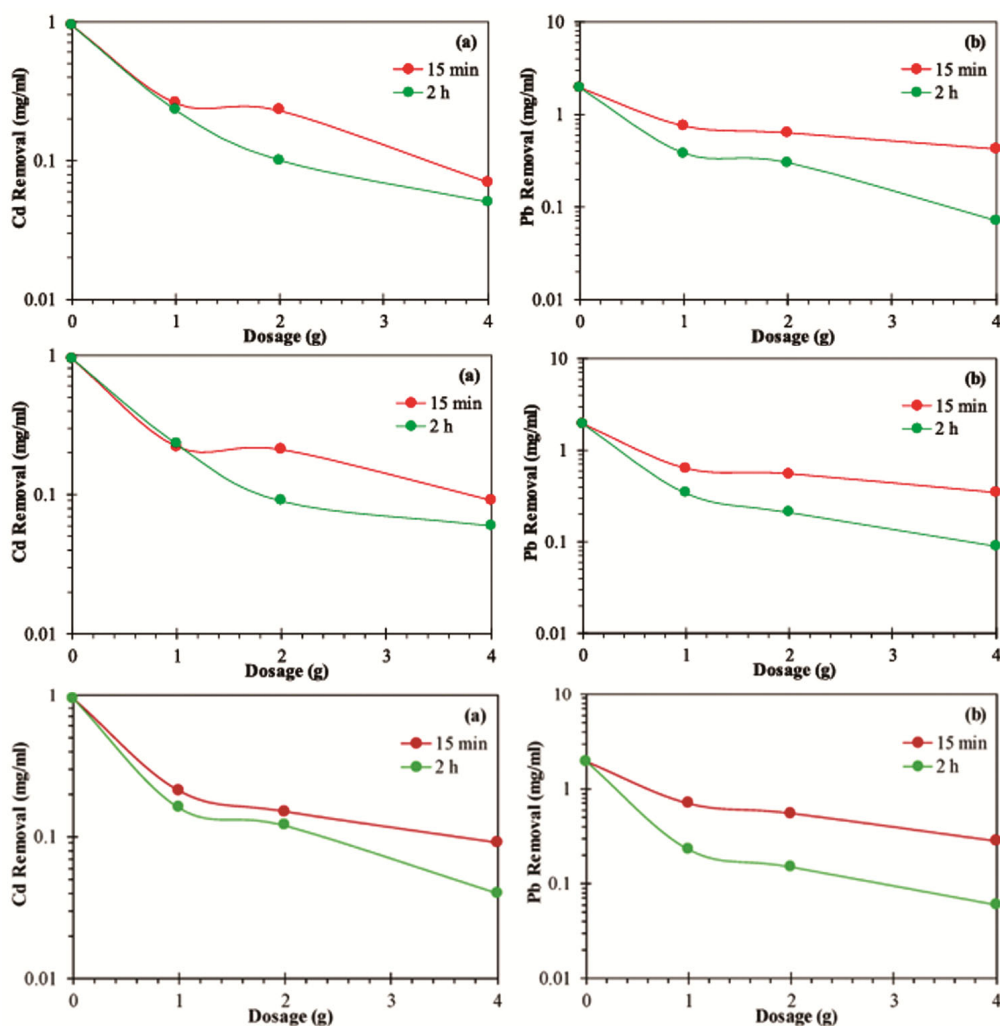 1
(a)
15 min
2 h
Cd Removal (mg/ml)
0.1
0.01
0 1 2 3 4
Dosage (g)
10
(b)
15 min
2 h
Pb Removal (mg/ml)
1
0.1
0.01
0 1 2 3 4
Dosage (g)
1
(a)
15 min
2 h
Cd Removal (mg/ml)
0.1
0.01
0 1 2 3 4
Dosage (g)
10
(b)
15 min
2 h
Pb Removal (mg/ml)
1
0.1
0.01
0 1 2 3 4
Dosage (g)
1
(a)
15 min
2 h
Cd Removal (mg/ml)
0.1
0.01
0 1 2 3 4
Dosage (g)
10
(b)
15 min
2 h
Pb Removal (mg/ml)
1
0.1
0.01
0 1 2 3 4
Dosage (g)